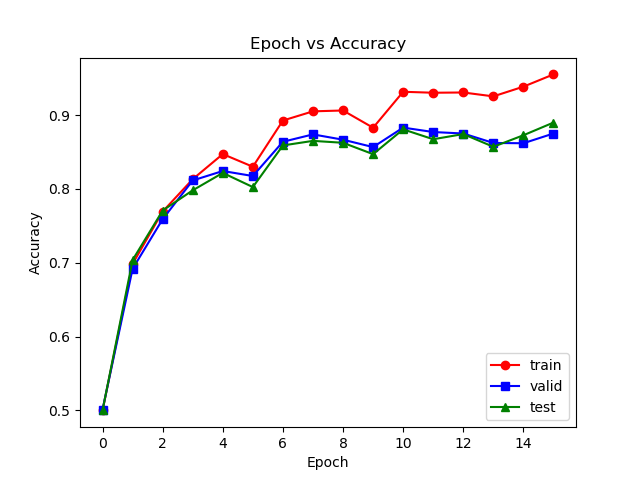 Epoch vs Accuracy
Accuracy
0.9
0.8
0.7
0.6
0.5
train
valid
test
0 2 4 6 8 10 12 14
Epoch